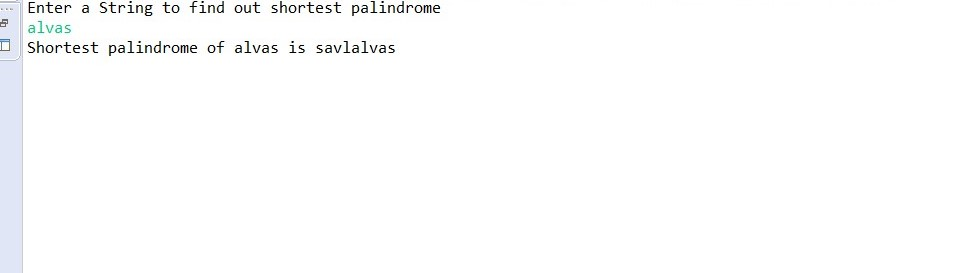 Enter a String to find out shortest palindrome
alvas
Shortest palindrome of alvas is savlalvas